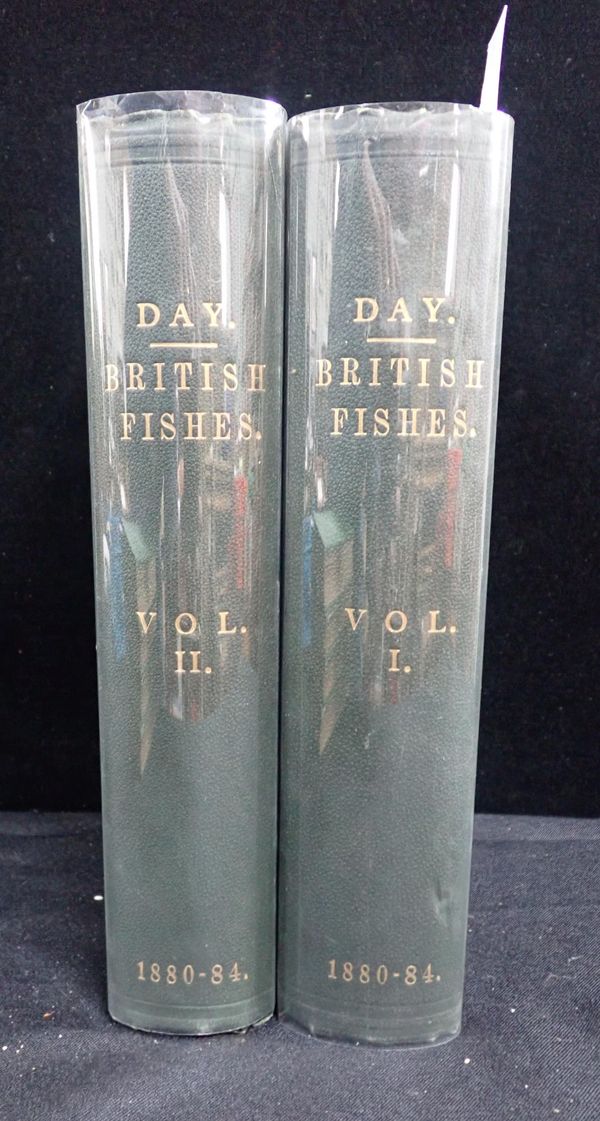 DAY.
BRITISH
FISHES.
VOL.
II.
1880-84.
DAY.
BRITISH
FISHES.
VOL.
I.
1880-84.